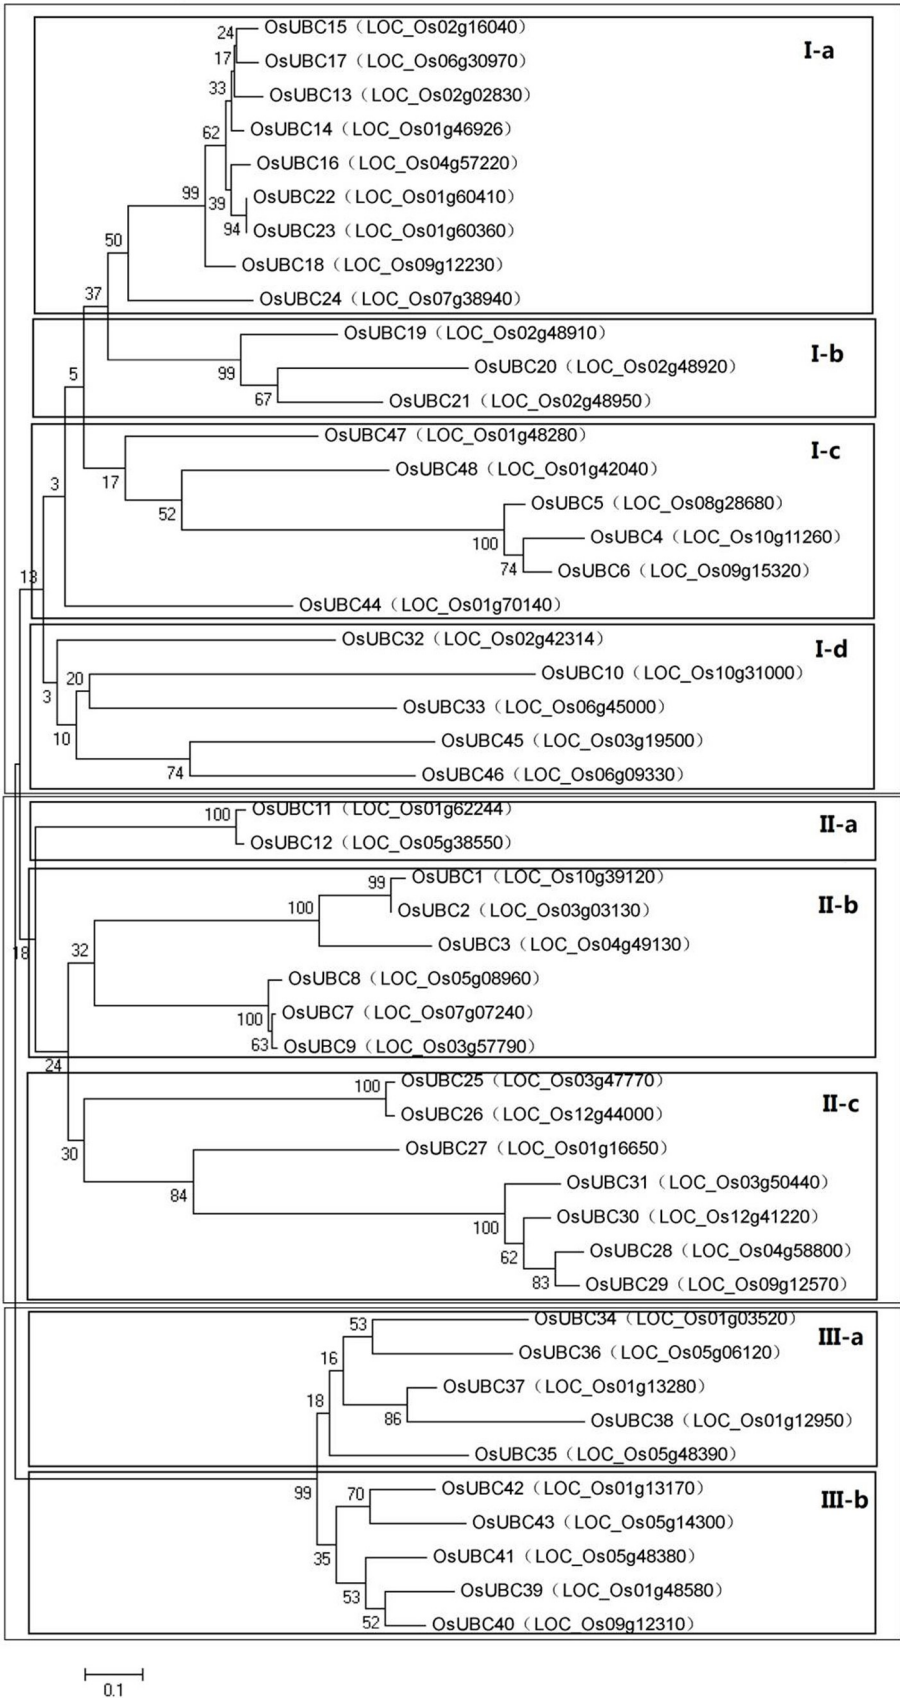 24
OsUBC15（LOC_Os02g16040）
I-a
17
OsUBC17（LOC_Os06g30970）
33
OsUBC13（LOC_Os02g02830）
62
OsUBC14（LOC_Os01g46926）
OsUBC16（LOC_Os04g57220）
99
39
OsUBC22（LOC_Os01g60410）
94
OsUBC23（LOC_Os01g60360）
50
OsUBC18（LOC_Os09g12230）
37
OsUBC24（LOC_Os07g38940）
OsUBC19（LOC_Os02g48910）
I-b
5
99
OsUBC20（LOC_Os02g48920）
67
OsUBC21（LOC_Os02g48950）
OsUBC47（LOC_Os01g48280）
I-c
17
OsUBC48（LOC_Os01g42040）
3
52
OsUBC5（LOC_Os08g28680）
100
OsUBC4（LOC_Os10g11260）
74
OsUBC6（LOC_Os09g15320）
13
OsUBC44（LOC_Os01g70140）
OsUBC32（LOC_Os02g42314）
I-d
20
OsUBC10（LOC_Os10g31000）
3
OsUBC33（LOC_Os06g45000）
10
OsUBC45（LOC_Os03g19500）
74
OsUBC46（LOC_Os06g09330）
100
OsUBC11（LOC_Os01g62244）
II-a
OsUBC12（LOC_Os05g38550）
99
OsUBC1（LOC_Os10g39120）
100
OsUBC2（LOC_Os03g03130）
II-b
18
32
OsUBC3（LOC_Os04g49130）
OsUBC8（LOC_Os05g08960）
100
OsUBC7（LOC_Os07g07240）
63
OsUBC9（LOC_Os03g57790）
24
100
OsUBC25（LOC_Os03g47770）
II-c
OsUBC26（LOC_Os12g44000）
30
OsUBC27（LOC_Os01g16650）
84
OsUBC31（LOC_Os03g50440）
100
OsUBC30（LOC_Os12g41220）
62
OsUBC28（LOC_Os04g58800）
83
OsUBC29（LOC_Os09g12570）
53
OsUBC34（LOC_Os01g03520）
III-a
16
OsUBC36（LOC_Os05g06120）
18
OsUBC37（LOC_Os01g13280）
86
OsUBC38（LOC_Os01g12950）
OsUBC35（LOC_Os05g48390）
99
70
OsUBC42（LOC_Os01g13170）
III-b
OsUBC43（LOC_Os05g14300）
35
OsUBC41（LOC_Os05g48380）
53
OsUBC39（LOC_Os01g48580）
52
OsUBC40（LOC_Os09g12310）
0.1